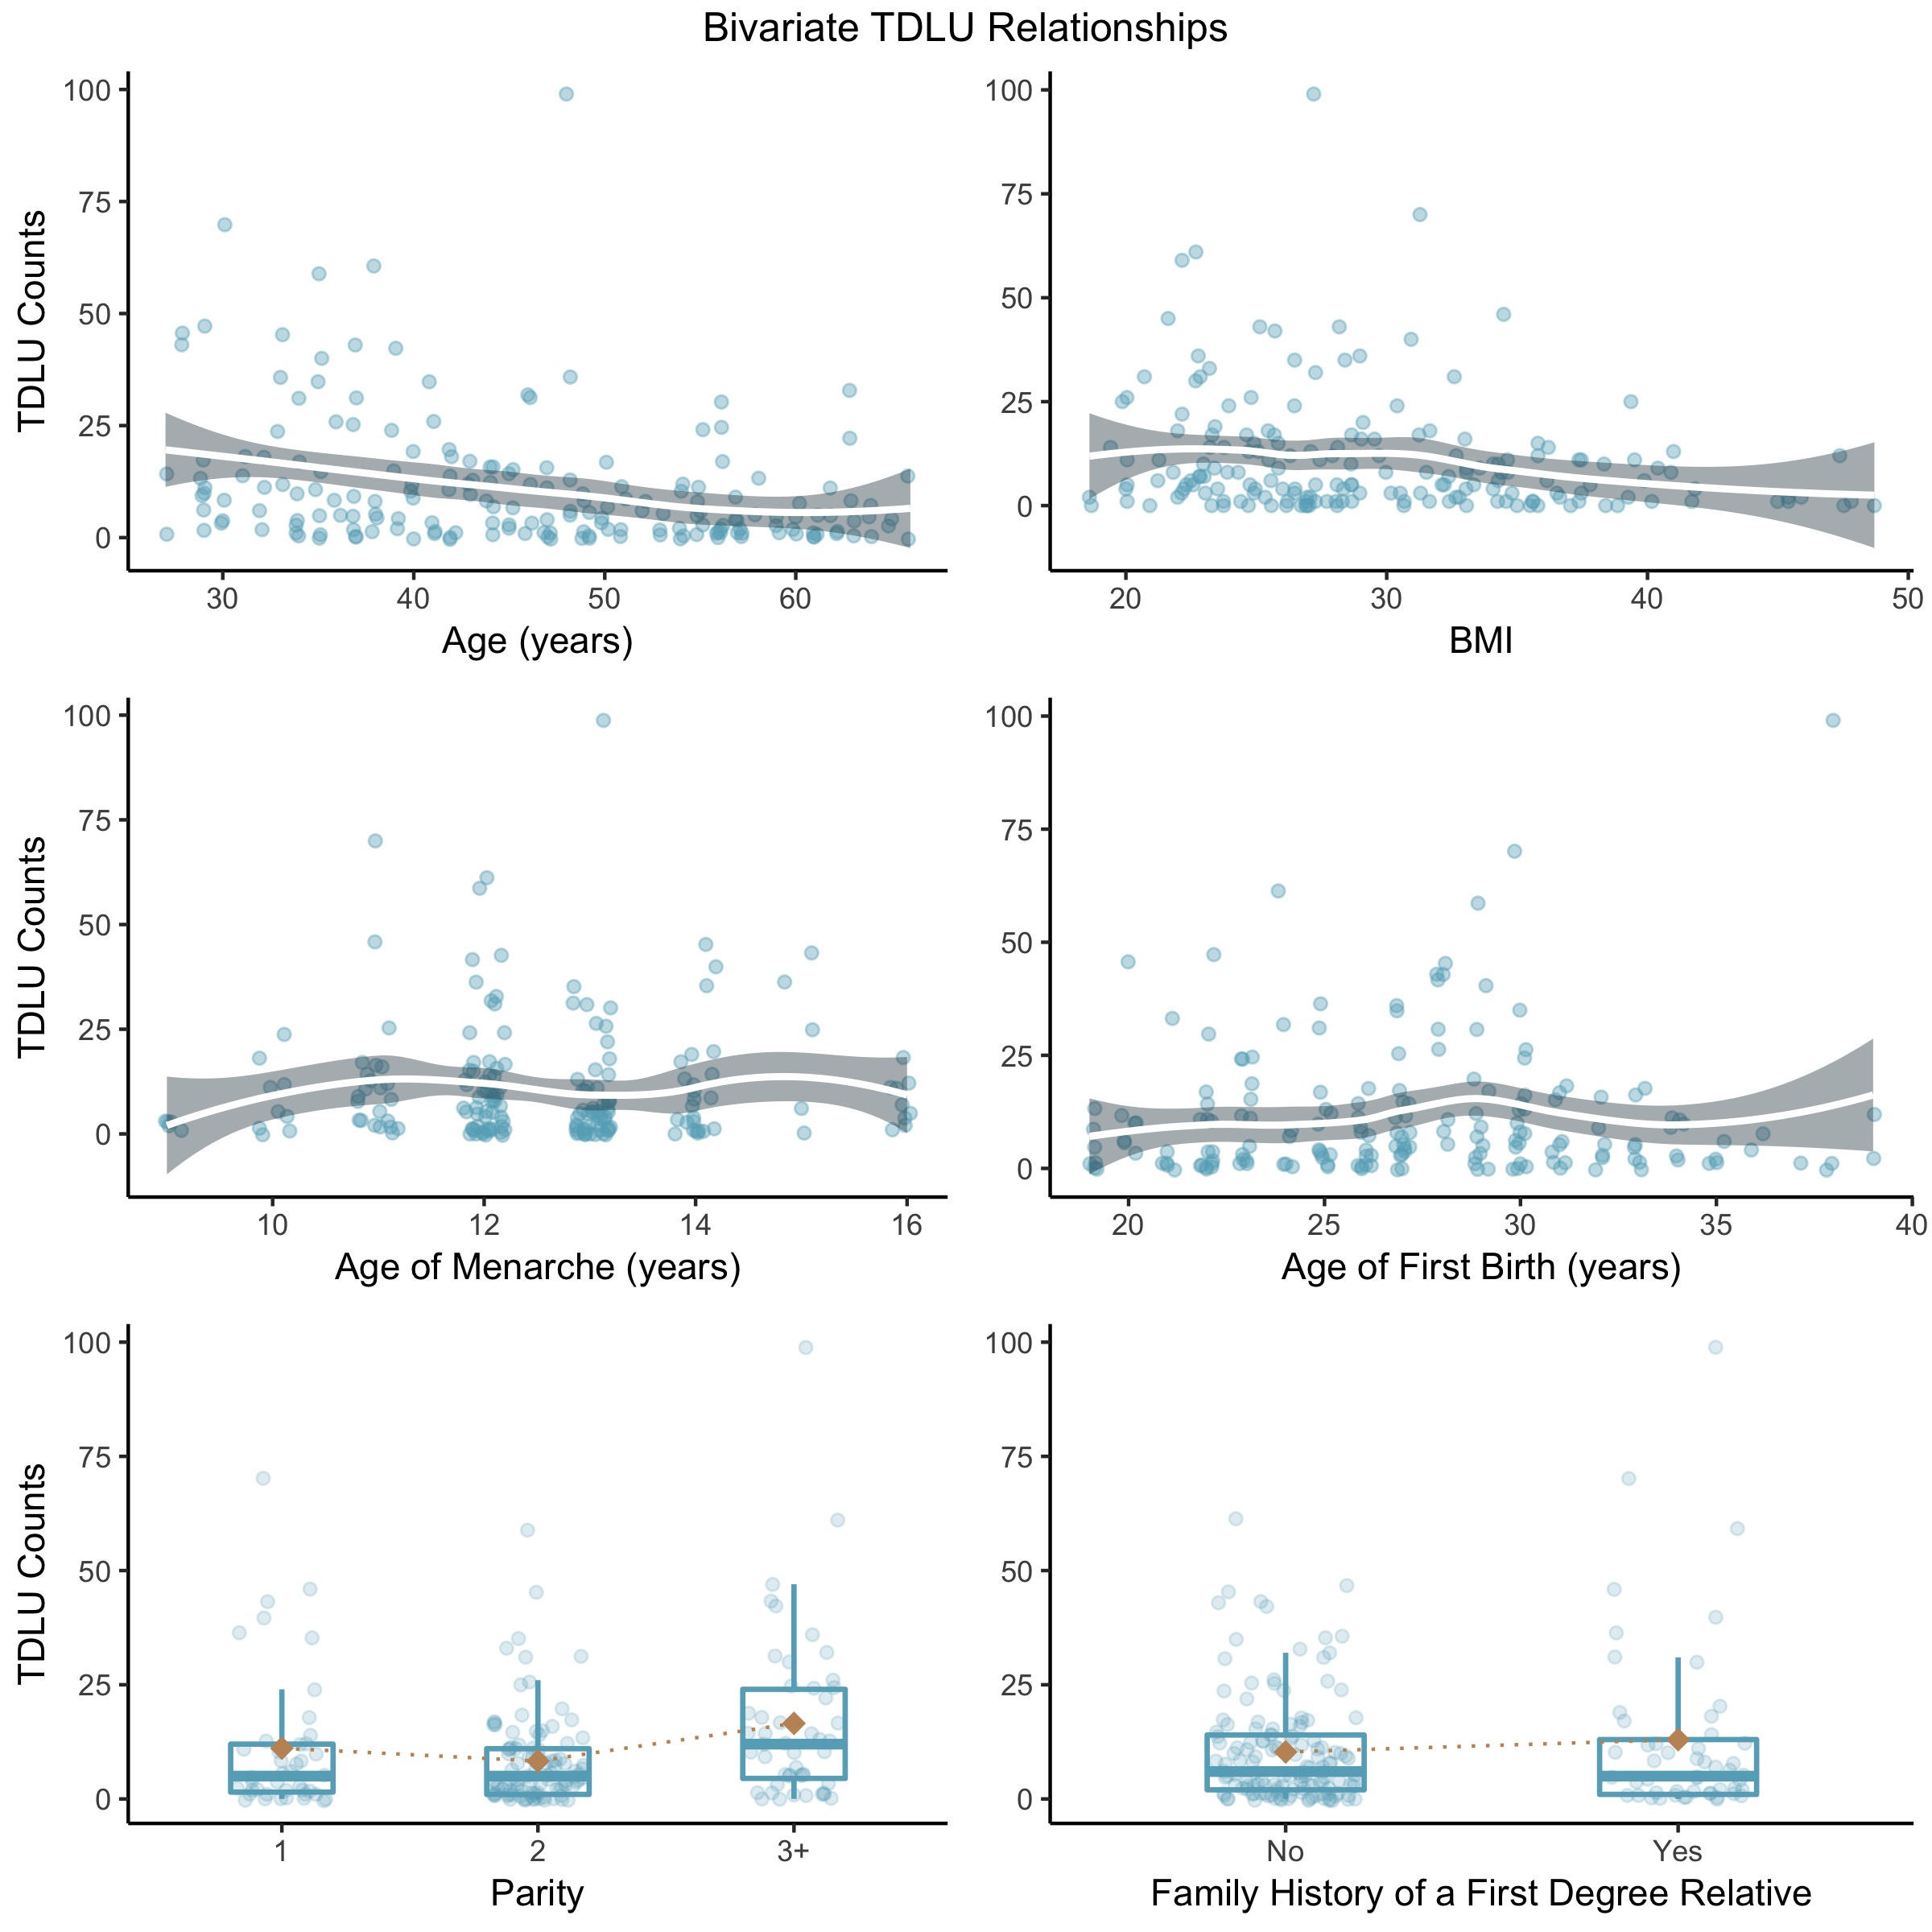 Bivariate TDLU Relationships
TDLU Counts
100
75
50
25
0
30 40 50 60
Age (years)
100
75
50
25
0
20 30 40 50
BMI
TDLU Counts
100
75
50
25
0
10 12 14 16
Age of Menarche (years)
100
75
50
25
0
20 25 30 35 40
Age of First Birth (years)
TDLU Counts
100
75
50
25
0
1 2 3+
Parity
100
75
50
25
0
No Yes
Family History of a First Degree Relative